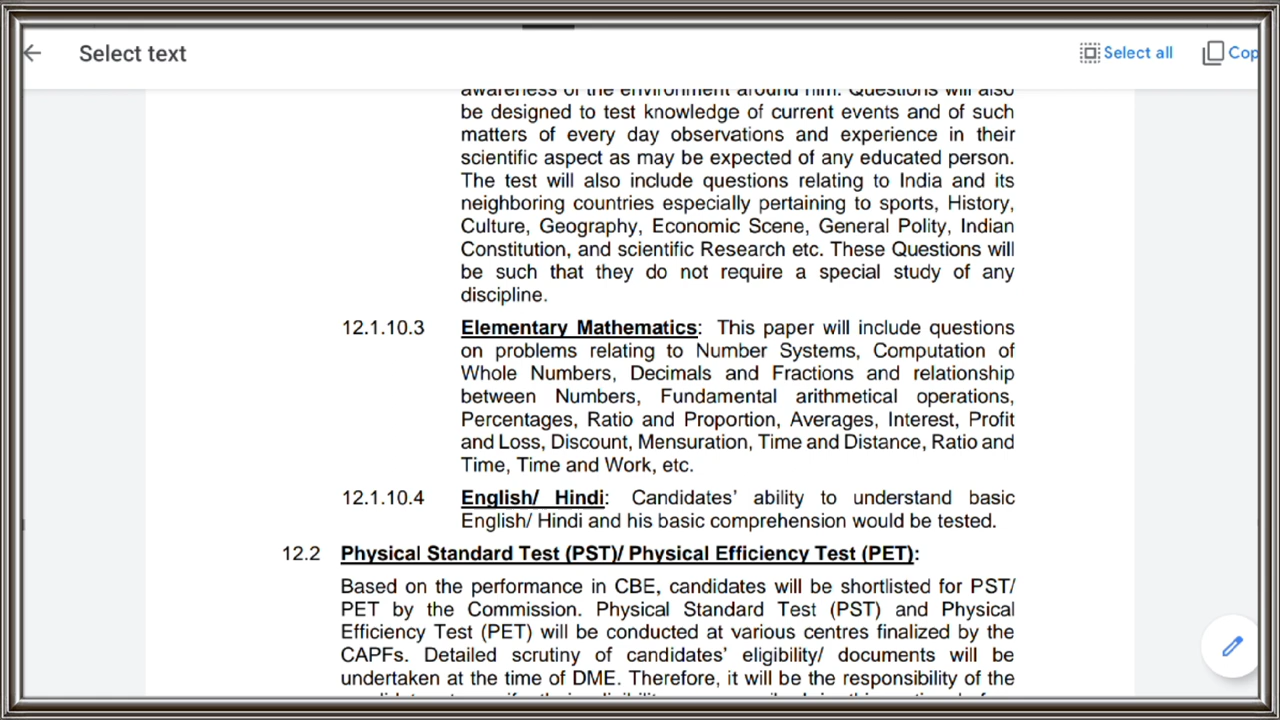 Select text
Select all
Cop
awareness of the environment around him. Questions will also
be designed to test knowledge of current events and of such
matters of every day observations and experience in their
scientific aspect as may be expected of any educated person.
The test will also include questions relating to India and its
neighboring countries especially pertaining to sports, History,
Culture, Geography, Economic Scene, General Polity, Indian
Constitution, and scientific Research etc. These Questions will
be such that they do not require a special study of any
discipline.
12.1.10.3 Elementary Mathematics: This paper will include questions
on problems relating to Number Systems, Computation of
Whole Numbers, Decimals and Fractions and relationship
between Numbers, Fundamental arithmetical operations,
Percentages, Ratio and Proportion, Averages, Interest, Profit
and Loss, Discount, Mensuration, Time and Distance, Ratio and
Time, Time and Work, etc.
12.1.10.4 English/ Hindi: Candidates’ ability to understand basic
English/ Hindi and his basic comprehension would be tested.
12.2 Physical Standard Test (PST)/ Physical Efficiency Test (PET):
Based on the performance in CBE, candidates will be shortlisted for PST/
PET by the Commission. Physical Standard Test (PST) and Physical
Efficiency Test (PET) will be conducted at various centres finalized by the
CAPFs. Detailed scrutiny of candidates’ eligibility/ documents will be
undertaken at the time of DME. Therefore, it will be the responsibility of the